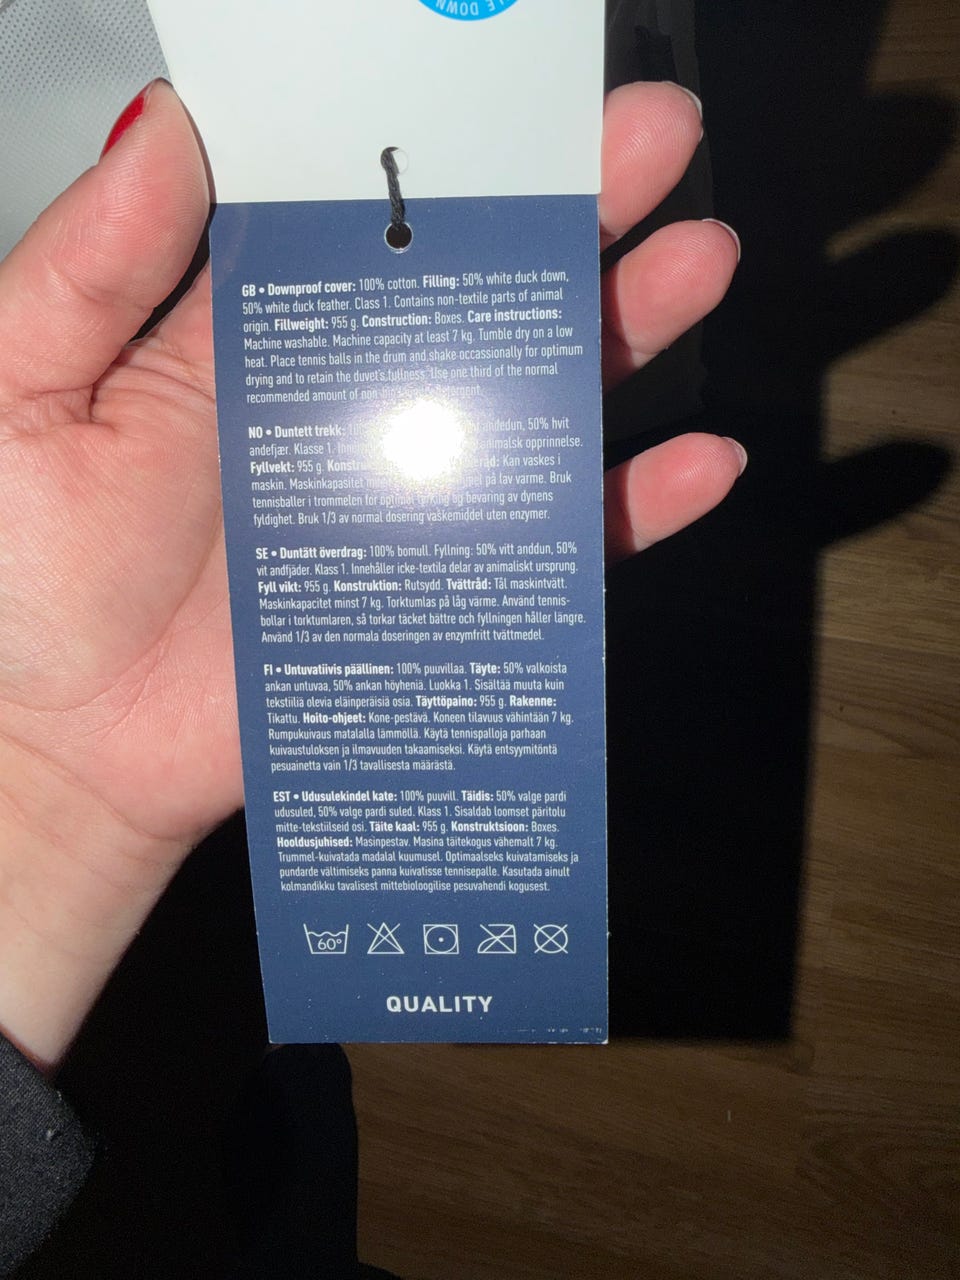 LE DOWN
GB • Downproof cover: 100% cotton. Filling: 50% white duck down,
50% white duck feather. Class 1. Contains non-textile parts of animal
origin. Fillweight: 955 g. Construction: Boxes. Care instructions:
Machine washable. Machine capacity at least 7 kg. Tumble dry on a low
heat. Place tennis balls in the drum and shake occassionally for optimum
drying and to retain the duvet's fullness. Use one third of the normal
recommended amount of non detergent.
NO • Duntett trekk: andedun, 50% hvit
andefjær. Klasse 1. animalsk opprinnelse.
Fyllvekt: 955 g. Kan vaskes i
maskin. Maskinkapasitet på lav varme. Bruk
tennisballer i trommelen for optimal tørking og bevaring av dynens
fyldighet. Bruk 1/3 av normal dosering vaskemiddel uten enzymer.
SE • Duntätt överdrag: 100% bomull. Fyllning: 50% vitt anddun, 50%
vit andfjäder. Klass 1. Innehåller icke-textila delar av animaliskt ursprung.
Fyll vikt: 955 g. Konstruktion: Rutsydd. Tvättråd: Tål maskintvätt.
Maskinkapacitet minst 7 kg. Torktumlas på låg värme. Använd tennis-
bollar i torktumlaren, så torkar täcket bättre och fyllningen håller längre.
Använd 1/3 av den normala doseringen av enzymfritt tvättmedel.
FI • Untuvatiivis päällinen: 100% puuvillaa. Täyte: 50% valkoista
ankan untuvaa, 50% ankan höyheniä. Luokka 1. Sisältää muuta kuin
tekstiiliä olevia eläinperäisiä osia. Täyttöpaino: 955 g. Rakenne:
Tikattu. Hoito-ohjeet: Kone-pestävä. Koneen tilavuus vähintään 7 kg.
Rumpukuivaus matalalla lämmöllä. Käytä tennispalloja parhaan
kuivaustuloksen ja ilmavuuden takaamiseksi. Käytä entsyymitöntä
pesuainetta vain 1/3 tavallisesta määrästä.
EST • Udusulekindel kate: 100% puuvill. Täidis: 50% valge pardi
udusuled, 50% valge pardi suled. Klass 1. Sisaldab loomset päritolu
mitte-tekstiilseid osi. Täite kaal: 955 g. Konstruktsioon: Boxes.
Hooldusjuhised: Masinpestav. Masina täitekogus vähemalt 7 kg.
Trummel-kuivatada madalal kuumusel. Optimaalseks kuivatamiseks ja
pundarde vältimiseks panna kuivatisse tennisepalle. Kasutada ainult
kolmandikku tavalisest mittebioloogilise pesuvahendi kogusest.
60°
QUALITY